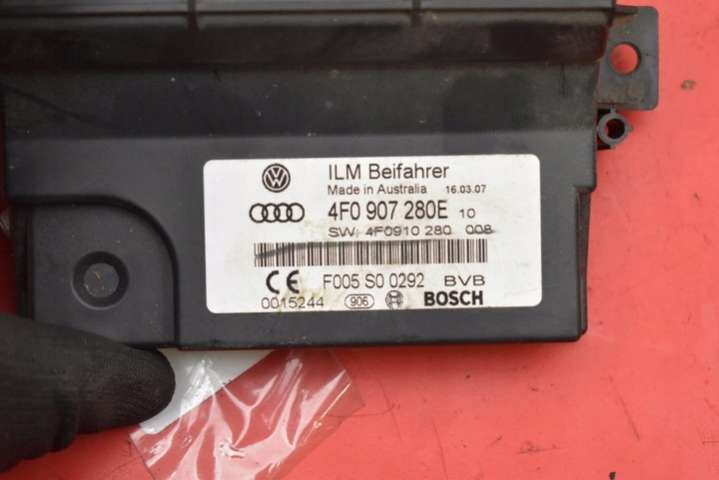 ILM Beifahrer
Made in Australia 16.03.07
4F0 907 280E 10
SW: 4F0910 280 008
F005 S0 0292 BVB
0015244 906 BOSCH